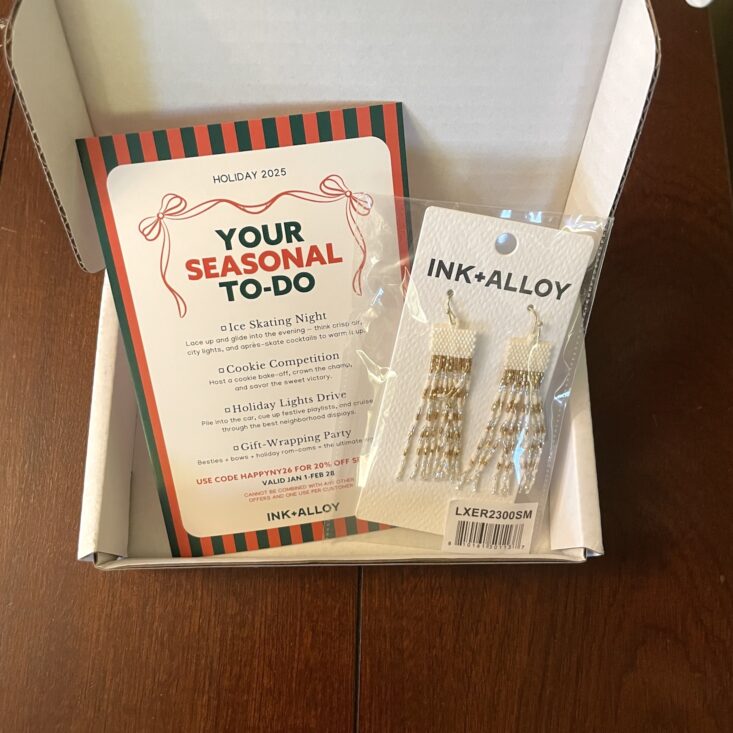 HOLIDAY 2025
YOUR
SEASONAL
TO-DO
Ice Skating Night
Lace up and glide into the evening – think crisp air,
city lights, and après-skate cocktails to warm up.
Cookie Competition
Host a cookie bake-off, crown the champ,
and savor the sweet victory.
Holiday Lights Drive
Pile into the car, cue up festive playlists, and cruise
through the best neighborhood displays.
Gift-Wrapping Party
Besties + bows + holiday rom-coms = the ultimate
USE CODE HAPPYNY26 FOR 20% OFF
VALID JAN 1-FEB 28
CANNOT BE COMBINED WITH ANY OTHER
OFFERS AND ONE USE PER CUSTOMER
INK+ALLOY
INK+ALLOY
LXER2300SM